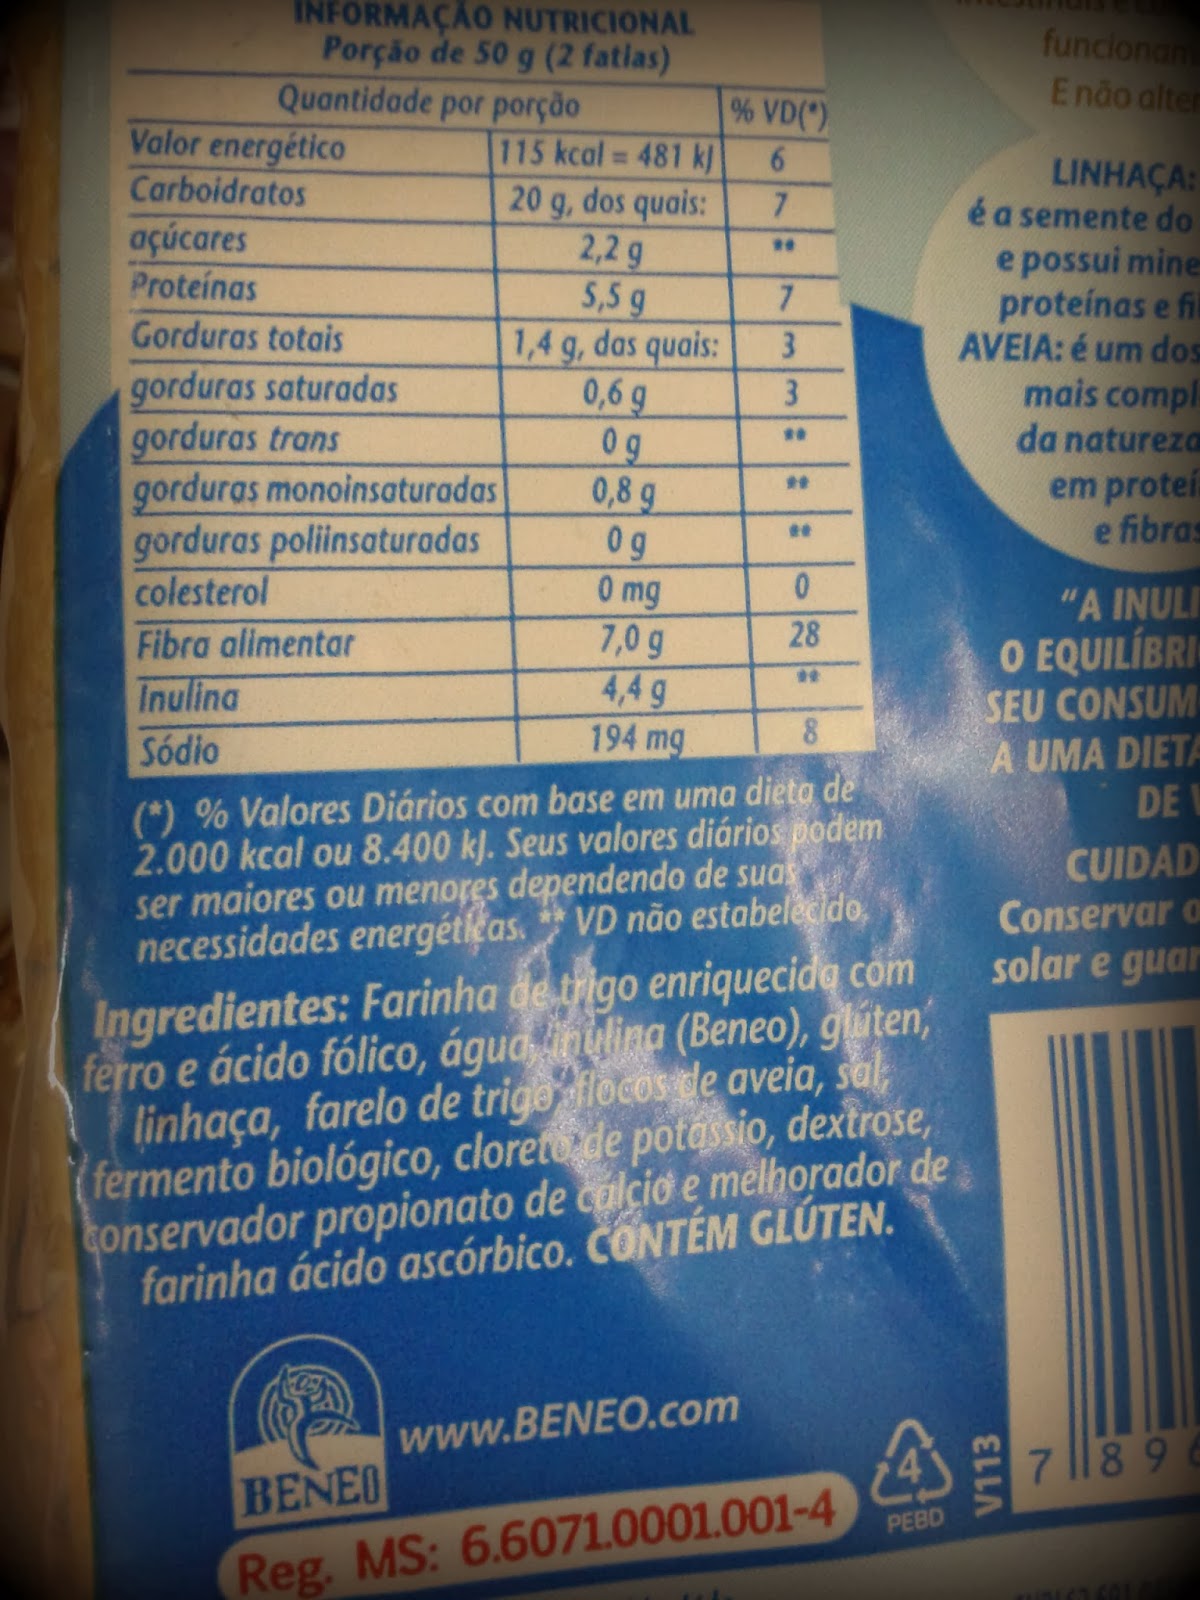 INFORMAÇÃO NUTRICIONAL
Porção de 50 g (2 fatias)
Quantidade por porção % VD(*)
Valor energético 115 kcal = 481 kJ 6
Carboidratos 20 g, dos quais: 7
açúcares 2,2 g **
Proteínas 5,5 g 7
Gorduras totais 1,4 g, das quais: 3
gorduras saturadas 0,6 g 3
gorduras trans 0 g **
gorduras monoinsaturadas 0,8 g **
gorduras poliinsaturadas 0 g **
colesterol 0 mg 0
Fibra alimentar 7,0 g 28
Inulina 4,4 g **
Sódio 194 mg 8
(*) % Valores Diários com base em uma dieta de
2.000 kcal ou 8.400 kJ. Seus valores diários podem
ser maiores ou menores dependendo de suas
necessidades energéticas. ** VD não estabelecido.
Ingredientes: Farinha de trigo enriquecida com
ferro e ácido fólico, água, inulina (Beneo), glúten,
linhaça, farelo de trigo, flocos de aveia, sal,
fermento biológico, cloreto de potássio, dextrose,
conservador propionato de cálcio e melhorador de
farinha ácido ascórbico. CONTÉM GLÚTEN.
BENEO
www.BENEO.com
Reg. MS: 6.6071.0001.001-4
4
PEBD
V113
7 896
funcionam
E não alte
LINHAÇA:
é a semente do
e possui mine
proteínas e fi
AVEIA: é um dos
mais compl
da natureza
em proteí
e fibras
"A INULI
O EQUILÍBRI
SEU CONSUM
A UMA DIETA
DE
CUIDAD
Conservar
solar e guar